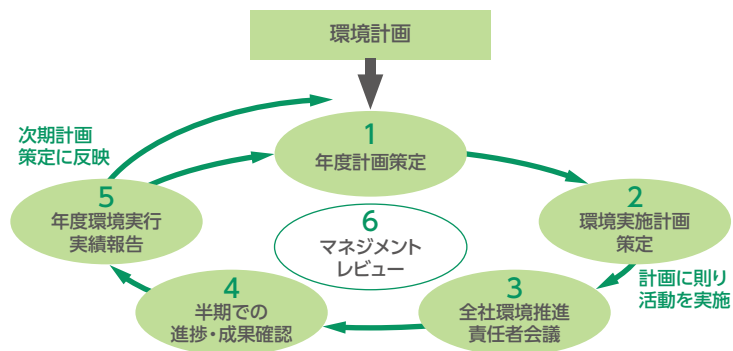 環境計画
1
年度計画策定
次期計画
策定に反映
5
年度環境実行
実績報告
2
環境実施計画
策定
6
マネジメント
レビュー
計画に則り
活動を実施
4
半期での
進捗・成果確認
3
全社環境推進
責任者会議